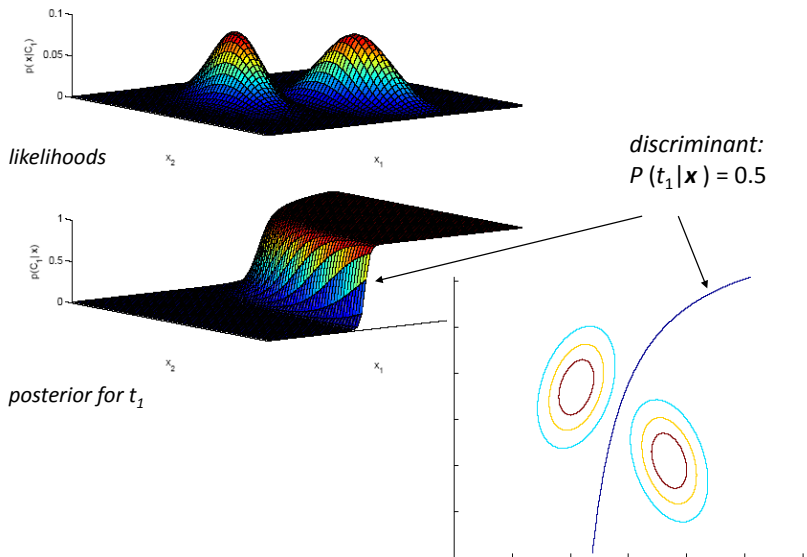 0.1
0.05
0
p( x|C₁)
x₂
x₁
likelihoods
discriminant:
P (t₁|x ) = 0.5
1
0.5
0
p(C₁| x)
x₂
x₁
posterior for t₁